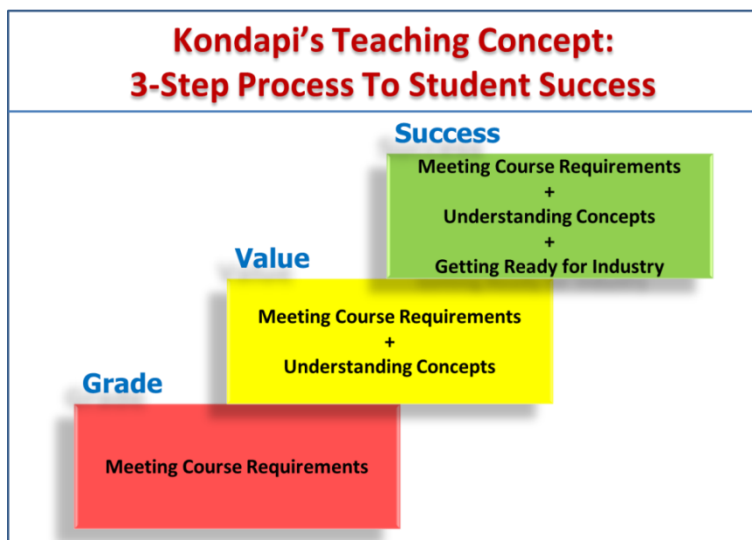 Kondapi's Teaching Concept:
3-Step Process To Student Success
Success
Meeting Course Requirements
+
Understanding Concepts
+
Getting Ready for Industry
Value
Meeting Course Requirements
+
Understanding Concepts
Grade
Meeting Course Requirements